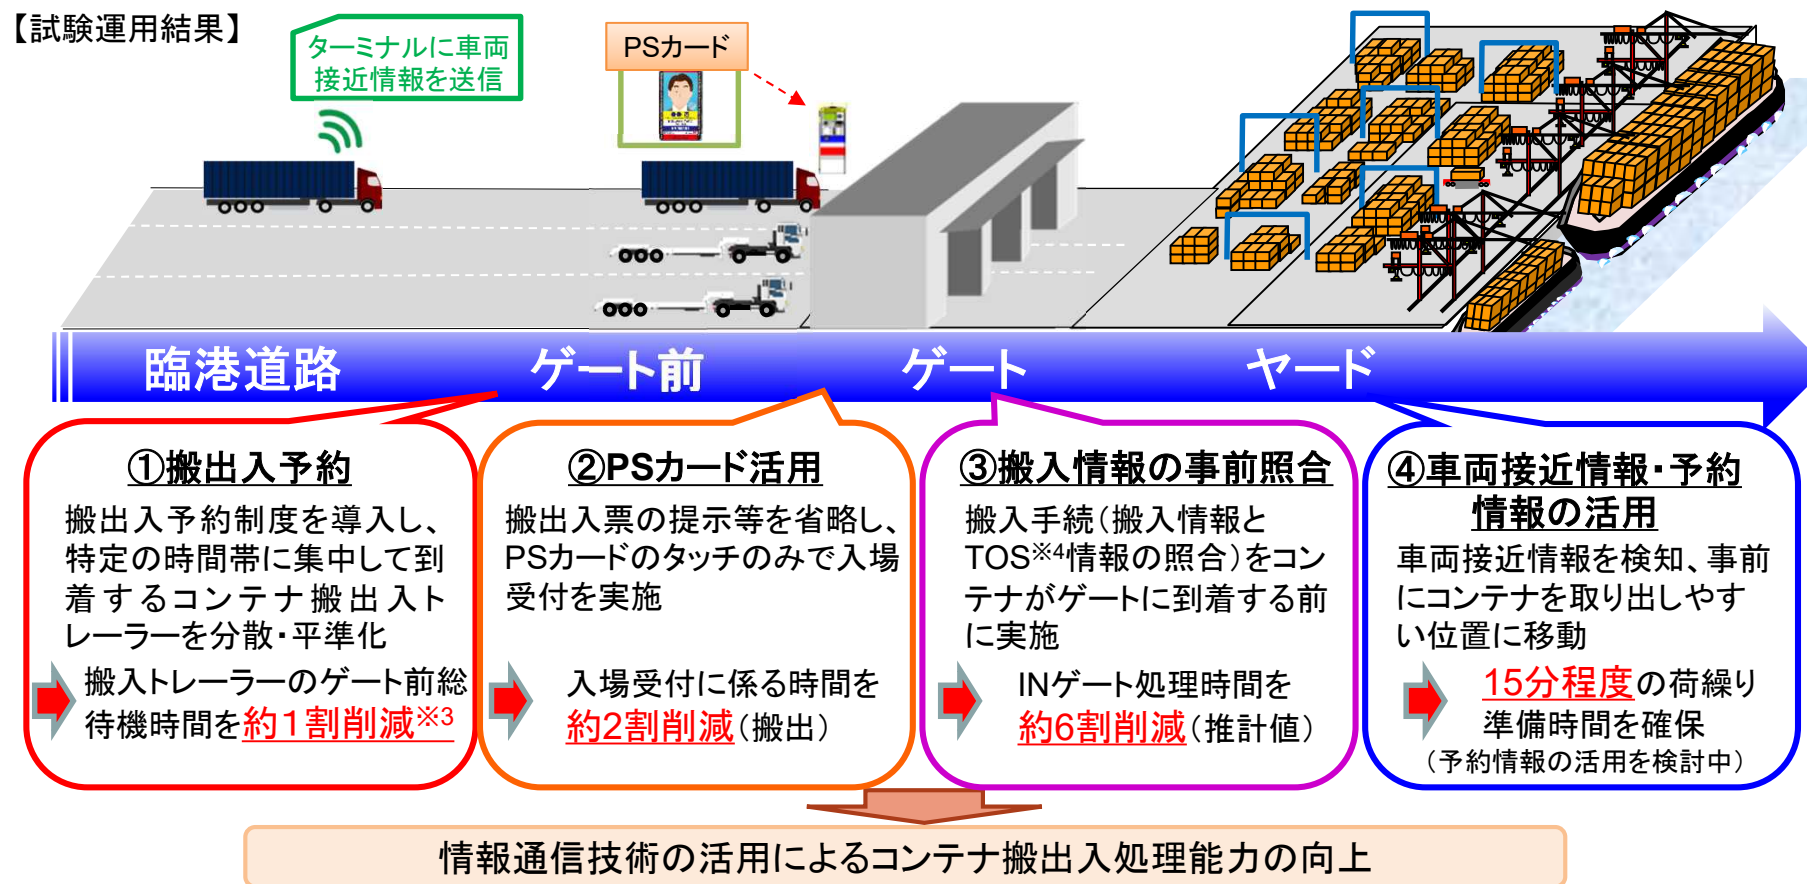 【試験運用結果】
ターミナルに車両
接近情報を送信
PSカード
臨港道路
ゲート前
ゲート
ヤード
①搬出入予約
搬出入予約制度を導入し、
特定の時間帯に集中して到
着するコンテナ搬出入ト
レーラーを分散・平準化
搬入トレーラーのゲート前総
待機時間を約1割削減※3
②PSカード活用
搬出入票の提示等を省略し、
PSカードのタッチのみで入場
受付を実施
入場受付に係る時間を
約2割削減(搬出)
③搬入情報の事前照合
搬入手続(搬入情報と
TOS※4情報の照合)をコン
テナがゲートに到着する前
に実施
INゲート処理時間を
約6割削減(推計値)
④車両接近情報・予約
情報の活用
車両接近情報を検知、事前
にコンテナを取り出しやす
い位置に移動
15分程度の荷繰り
準備時間を確保
(予約情報の活用を検討中)
情報通信技術の活用によるコンテナ搬出入処理能力の向上